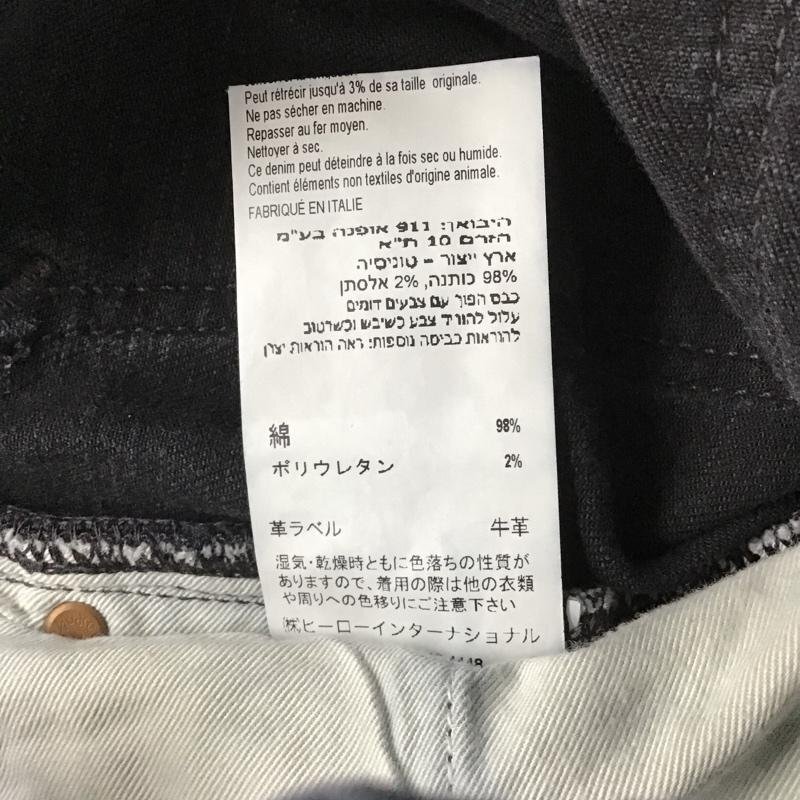 Peut rétrécir jusqu'à 3% de sa taille originale.
Ne pas sécher en machine.
Repasser au fer moyen.
Nettoyer à sec.
Ce denim peut déteindre à la fois sec ou humide.
Contient éléments non textiles d'origine animale.
FABRIQUÉ EN ITALIE
היבואן: 911 אופנה בע"מ
הזרם 10 ת"א
ארץ ייצור – טוניסיה
98% כותנה, 2% אלסתן
כבס הפוך עם צבעים דומים
עלול להוריד צבע כשיבש וכשרטוב
להוראות כביסה נוספות: ראה הוראות יצרן
綿 98%
ポリウレタン 2%
革ラベル 牛革
湿気・乾燥時ともに色落ちの性質が
ありますので、着用の際は他の衣類
や周りへの色移りにご注意下さい
㈱ヒーローインターナショナル